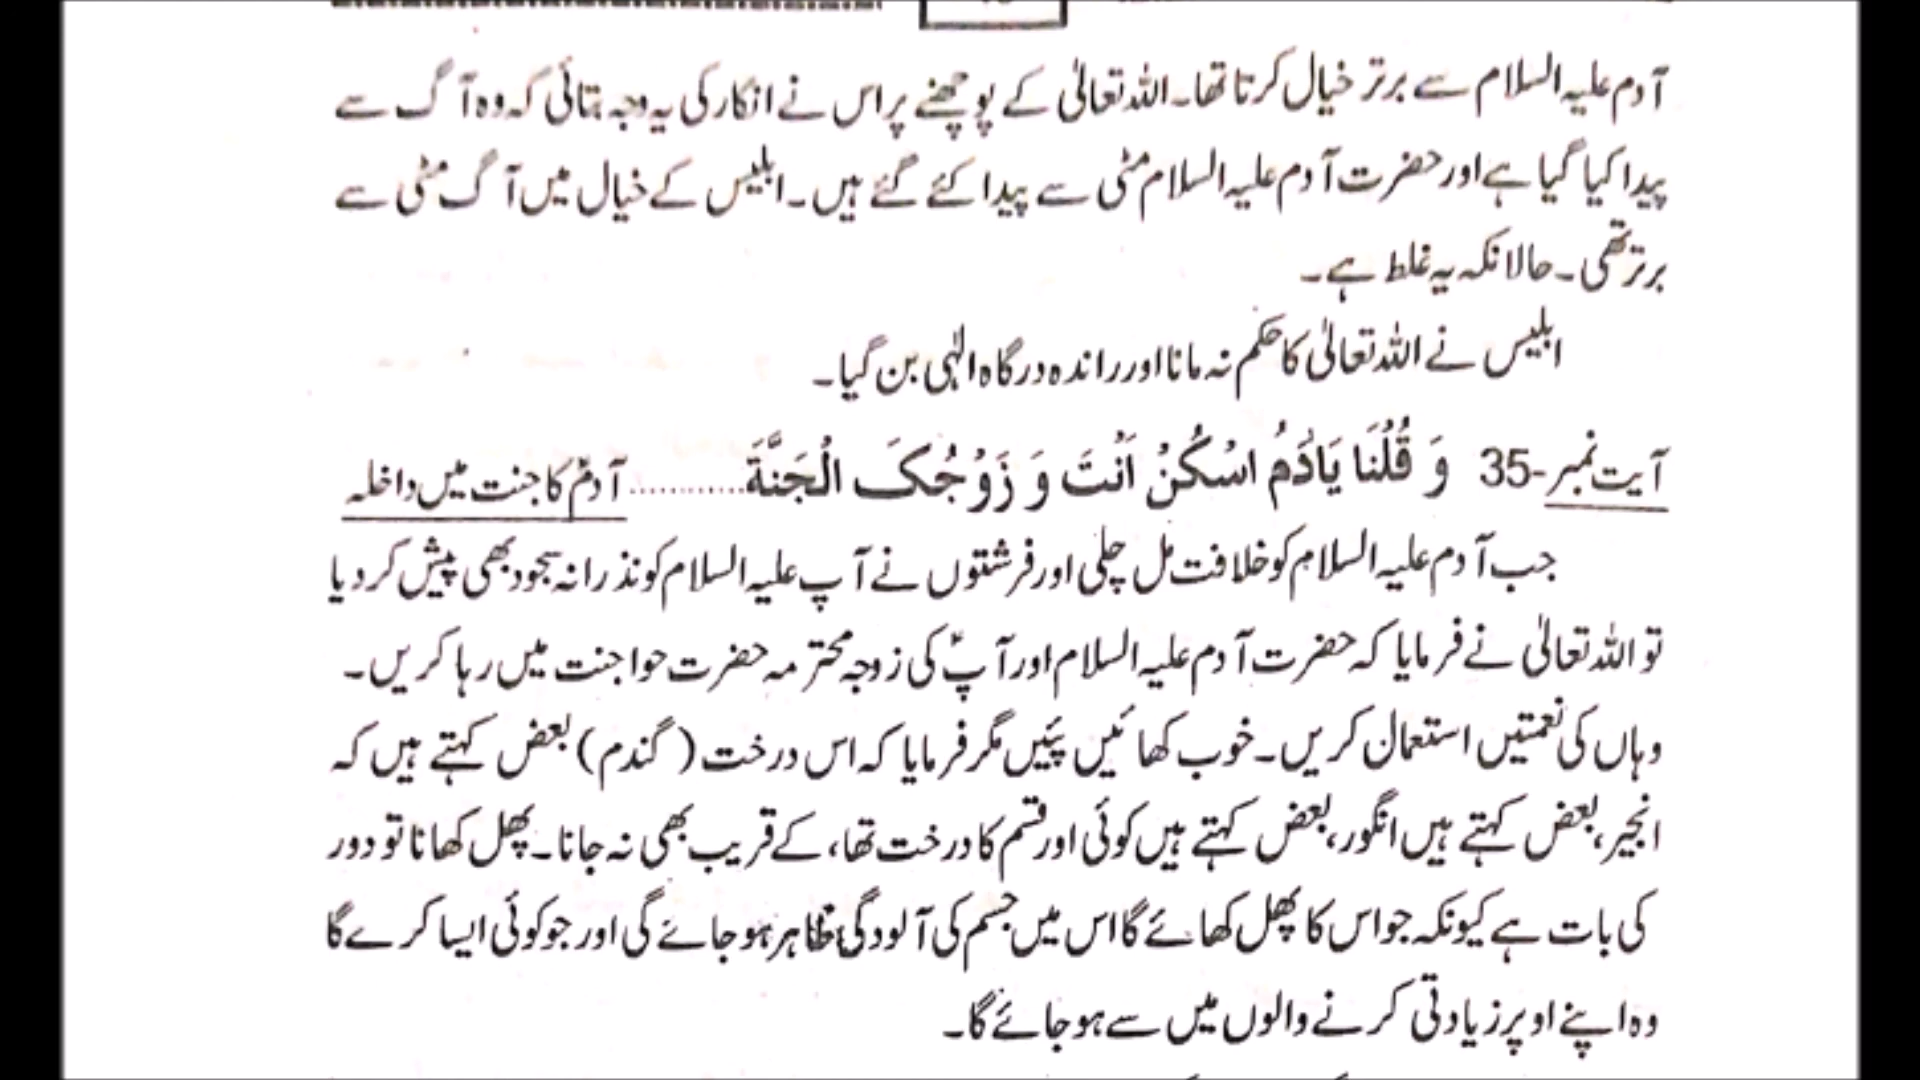 آدم علیہ السلام سے برتر خیال کرتا تھا۔ اللہ تعالیٰ کے پوچھنے پر اس نے انکار کی یہ وجہ بتائی کہ وہ آگ سے
پیدا کیا گیا ہے اور حضرت آدم علیہ السلام مٹی سے پیدا کئے گئے ہیں۔ ابلیس کے خیال میں آگ مٹی سے
برتر تھی۔ حالانکہ یہ غلط ہے۔
ابلیس نے اللہ تعالیٰ کا حکم نہ مانا اور راندہ درگاہ الٰہی بن گیا۔
آیت نمبر-35 وَ قُلْنَا يَاٰدَمُ اسْكُنْ اَنْتَ وَ زَوْجُكَ الْجَنَّةَ............ آدمؑ کا جنت میں داخلہ
جب آدم علیہ السلام کو خلافت مل چلی اور فرشتوں نے آپ علیہ السلام کو نذرانہ سجود بھی پیش کر دیا
تو اللہ تعالیٰ نے فرمایا کہ حضرت آدم علیہ السلام اور آپؑ کی زوجہ محترمہ حضرت حوا جنت میں رہا کریں۔
وہاں کی نعمتیں استعمال کریں۔ خوب کھائیں پئیں مگر فرمایا کہ اس درخت (گندم) بعض کہتے ہیں کہ
انجیر، بعض کہتے ہیں انگور، بعض کہتے ہیں کوئی اور قسم کا درخت تھا، کے قریب بھی نہ جانا۔ پھل کھانا تو دور
کی بات ہے کیونکہ جو اس کا پھل کھائے گا اس میں جسم کی آلودگی ظاہر ہو جائے گی اور جو کوئی ایسا کرے گا
وہ اپنے اوپر زیادتی کرنے والوں میں سے ہو جائے گا۔